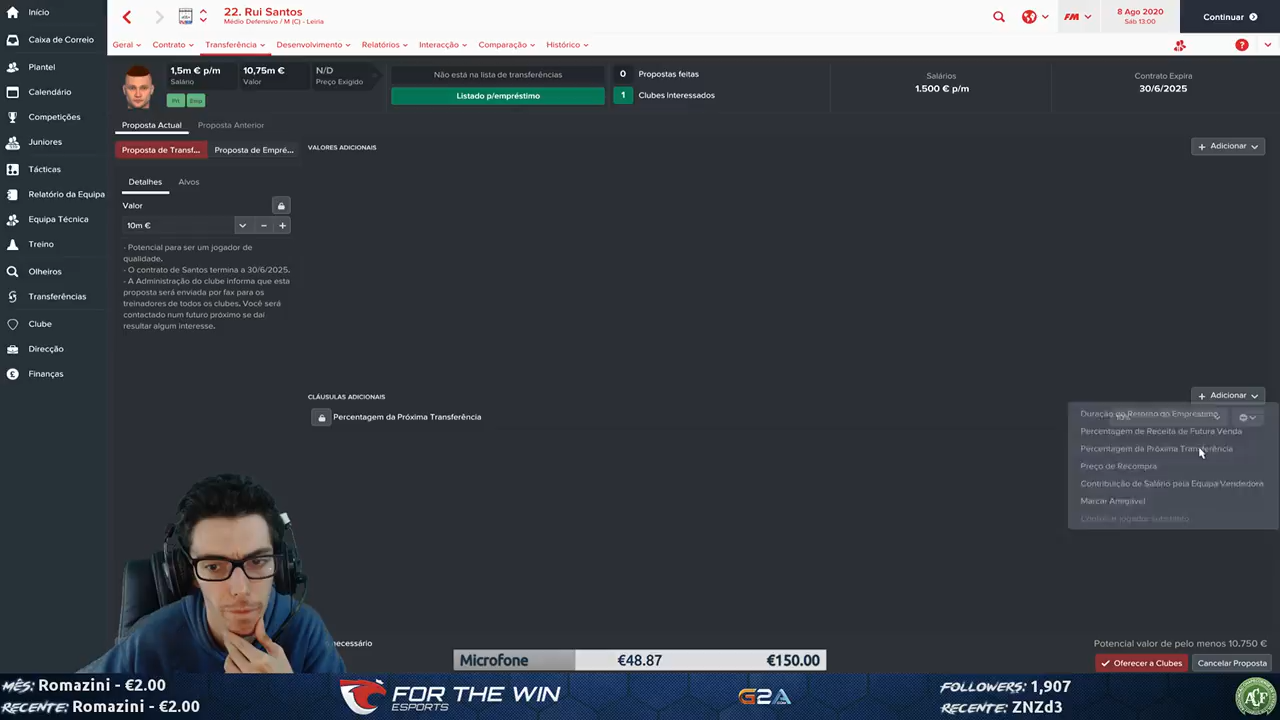 Início
Caixa de Correio
Plantel
Calendário
Competições
Juniores
Tácticas
Relatório da Equipa
Equipa Técnica
Treino
Olheiros
Transferências
Clube
Direcção
Finanças
22. Rui Santos
Médio Defensivo / M (C) - Leiria
FM
8 Ago 2020
Sáb 13:00
Continuar
Geral
Contrato
Transferência
Desenvolvimento
Relatórios
Interacção
Comparação
Histórico
1,5m € p/m
Salário
10,75m €
Valor
N/D
Preço Exigido
Não está na lista de transferências
Listado p/empréstimo
0 Propostas feitas
1 Clubes Interessados
Salários
1.500 € p/m
Contrato Expira
30/6/2025
Proposta Actual
Proposta Anterior
Proposta de Transf...
Proposta de Empré...
Detalhes
Alvos
Valor
10m €
- Potencial para ser um jogador de
qualidade.
- O contrato de Santos termina a 30/6/2025.
- A Administração do clube informa que esta
proposta será enviada por fax para os
treinadores de todos os clubes. Você será
contactado num futuro próximo se daí
resultar algum interesse.
VALORES ADICIONAIS
Adicionar
CLÁUSULAS ADICIONAIS
Adicionar
Percentagem da Próxima Transferência
Duração do Retorno do Empréstimo
Percentagem de Receita de Futura Venda
Percentagem da Próxima Transferência
Preço de Recompra
Contribuição de Salário pela Equipa Vendedora
Marcar Amigável
necessário
Potencial valor de pelo menos 10.750 €
Oferecer a Clubes
Cancelar Proposta
Microfone €48.87 €150.00
MÊS: Romazini - €2.00
RECENTE: Romazini - €2.00
FOR THE WIN
ESPORTS
G2A
FOLLOWERS: 1,907
RECENTE: ZNZd3